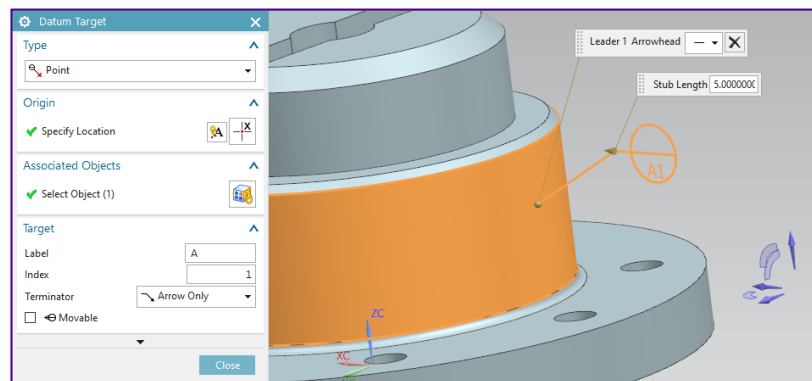 Datum Target
Type
Point
Origin
Specify Location
A
X
Associated Objects
Select Object (1)
Target
Label A
Index 1
Terminator Arrow Only
Movable
Close
Leader 1 Arrowhead
Stub Length 5.0000000
A1
ZC
XC